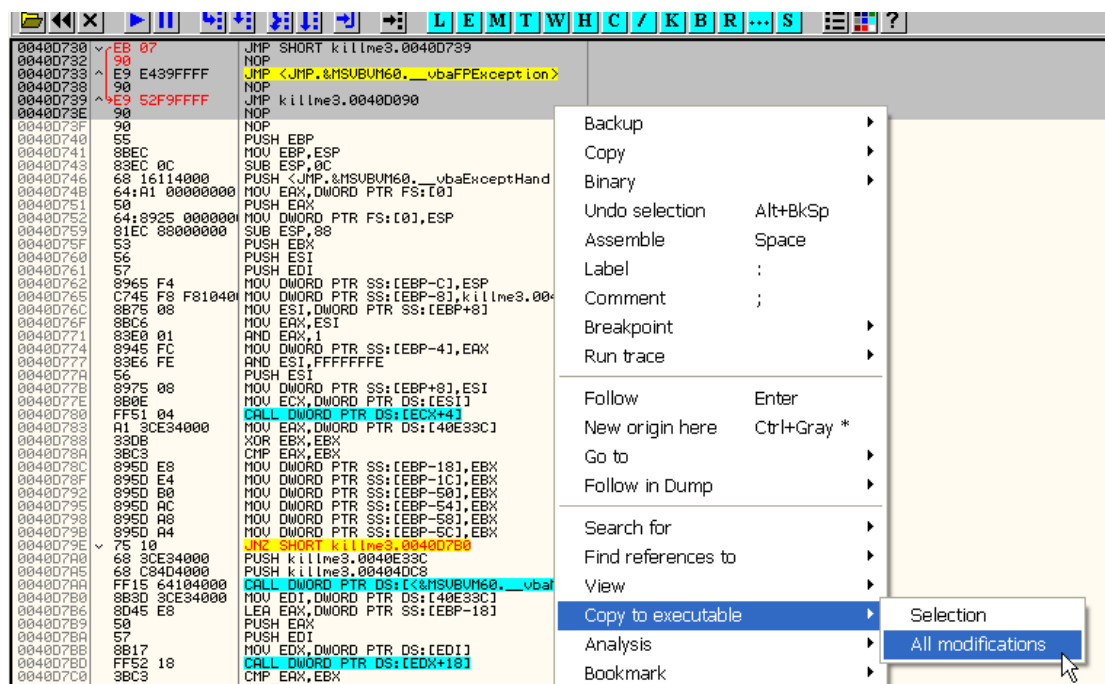 L E M T W H C / K B R ... S ?
0040D730 EB 07 JMP SHORT killme3.0040D739
0040D732 90 NOP
0040D733 E9 E439FFFF JMP <JMP.&MSVBVM60.__vbaFPException>
0040D738 90 NOP
0040D739 E9 52F9FFFF JMP killme3.0040D090
0040D73E 90 NOP
0040D73F 90 NOP
0040D740 55 PUSH EBP
0040D741 8BEC MOV EBP,ESP
0040D743 83EC 0C SUB ESP,0C
0040D746 68 16114000 PUSH <JMP.&MSVBVM60.__vbaExceptHand
0040D74B 64:A1 00000000 MOV EAX,DWORD PTR FS:[0]
0040D751 50 PUSH EAX
0040D752 64:8925 000000 MOV DWORD PTR FS:[0],ESP
0040D759 81EC 88000000 SUB ESP,88
0040D75F 53 PUSH EBX
0040D760 56 PUSH ESI
0040D761 57 PUSH EDI
0040D762 8965 F4 MOV DWORD PTR SS:[EBP-C],ESP
0040D765 C745 F8 F81040 MOV DWORD PTR SS:[EBP-8],killme3.004
0040D76C 8B75 08 MOV ESI,DWORD PTR SS:[EBP+8]
0040D76F 8BC6 MOV EAX,ESI
0040D771 83E0 01 AND EAX,1
0040D774 8945 FC MOV DWORD PTR SS:[EBP-4],EAX
0040D777 83E6 FE AND ESI,FFFFFFFE
0040D77A 56 PUSH ESI
0040D77B 8975 08 MOV DWORD PTR SS:[EBP+8],ESI
0040D77E 8B0E MOV ECX,DWORD PTR DS:[ESI]
0040D780 FF51 04 CALL DWORD PTR DS:[ECX+4]
0040D783 A1 3CE34000 MOV EAX,DWORD PTR DS:[40E33C]
0040D788 33DB XOR EBX,EBX
0040D78A 3BC3 CMP EAX,EBX
0040D78C 895D E8 MOV DWORD PTR SS:[EBP-18],EBX
0040D78F 895D E4 MOV DWORD PTR SS:[EBP-1C],EBX
0040D792 895D B0 MOV DWORD PTR SS:[EBP-50],EBX
0040D795 895D AC MOV DWORD PTR SS:[EBP-54],EBX
0040D798 895D A8 MOV DWORD PTR SS:[EBP-58],EBX
0040D79B 895D A4 MOV DWORD PTR SS:[EBP-5C],EBX
0040D79E 75 10 JNZ SHORT killme3.0040D7B0
0040D7A0 68 3CE34000 PUSH killme3.0040E33C
0040D7A5 68 C84D4000 PUSH killme3.00404DC8
0040D7AA FF15 64104000 CALL DWORD PTR DS:[<&MSVBVM60.__vbaN
0040D7B0 8B3D 3CE34000 MOV EDI,DWORD PTR DS:[40E33C]
0040D7B6 8D45 E8 LEA EAX,DWORD PTR SS:[EBP-18]
0040D7B9 50 PUSH EAX
0040D7BA 57 PUSH EDI
0040D7BB 8B17 MOV EDX,DWORD PTR DS:[EDI]
0040D7BD FF52 18 CALL DWORD PTR DS:[EDX+18]
0040D7C0 3BC3 CMP EAX,EBX
Backup
Copy
Binary
Undo selection Alt+BkSp
Assemble Space
Label :
Comment ;
Breakpoint
Run trace
Follow Enter
New origin here Ctrl+Gray *
Go to
Follow in Dump
Search for
Find references to
View
Copy to executable
Analysis
Bookmark
Selection
All modifications